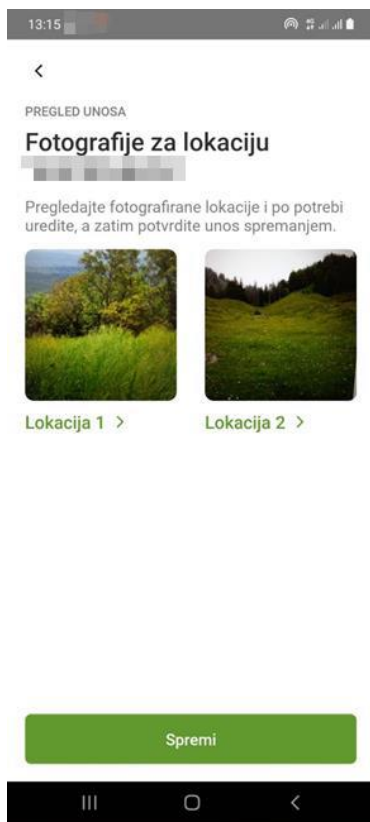 13:15
PREGLED UNOSA
Fotografije za lokaciju
Pregledajte fotografirane lokacije i po potrebi
uredite, a zatim potvrdite unos spremanjem.
Lokacija 1 >
Lokacija 2 >
Spremi